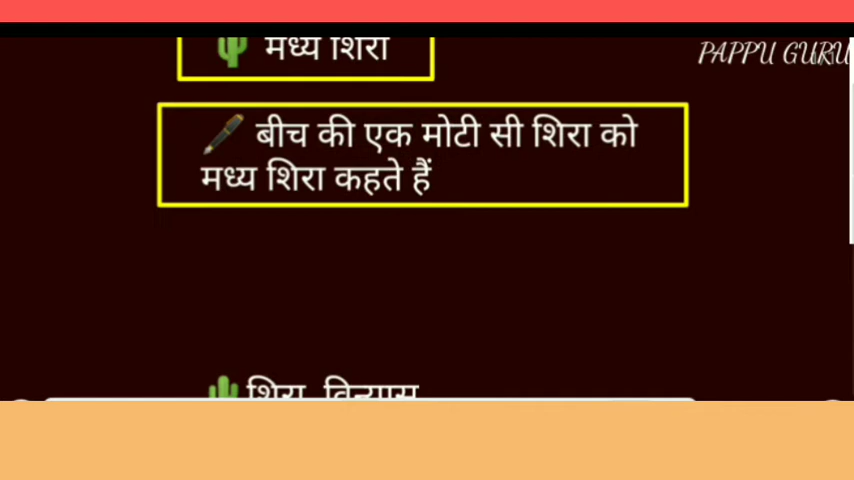 मध्य शिरा
PAPPU GURU
बीच की एक मोटी सी शिरा को
मध्य शिरा कहते हैं
शिरा विन्यास